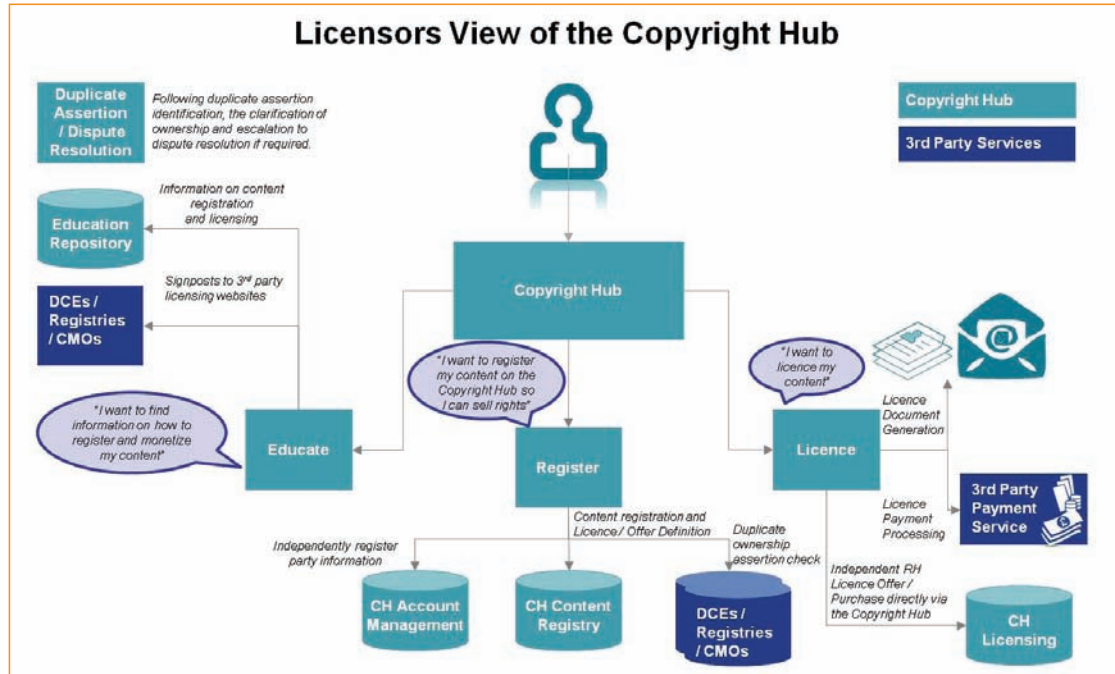 Licensors View of the Copyright Hub
Duplicate
Assertion
/ Dispute
Resolution
Following duplicate assertion
identification, the clarification of
ownership and escalation to
dispute resolution if required.
Copyright Hub
3rd Party Services
Information on content
registration
and licensing
Education
Repository
Signposts to 3rd party
licensing websites
DCEs /
Registries
/ CMOs
Copyright Hub
"I want to find
information on how to
register and monetize
my content"
Educate
"I want to register
my content on the
Copyright Hub so
I can sell rights"
Register
"I want to
licence my
content"
Licence
Licence
Document
Generation
@
Licence
Payment
Processing
3rd Party
Payment
Service
Independently register
party information
Content registration and
Licence / Offer Definition
Duplicate
ownership
assertion check
Independent RH
Licence Offer /
Purchase directly via
the Copyright Hub
CH Account
Management
CH Content
Registry
DCEs /
Registries
/ CMOs
CH
Licensing